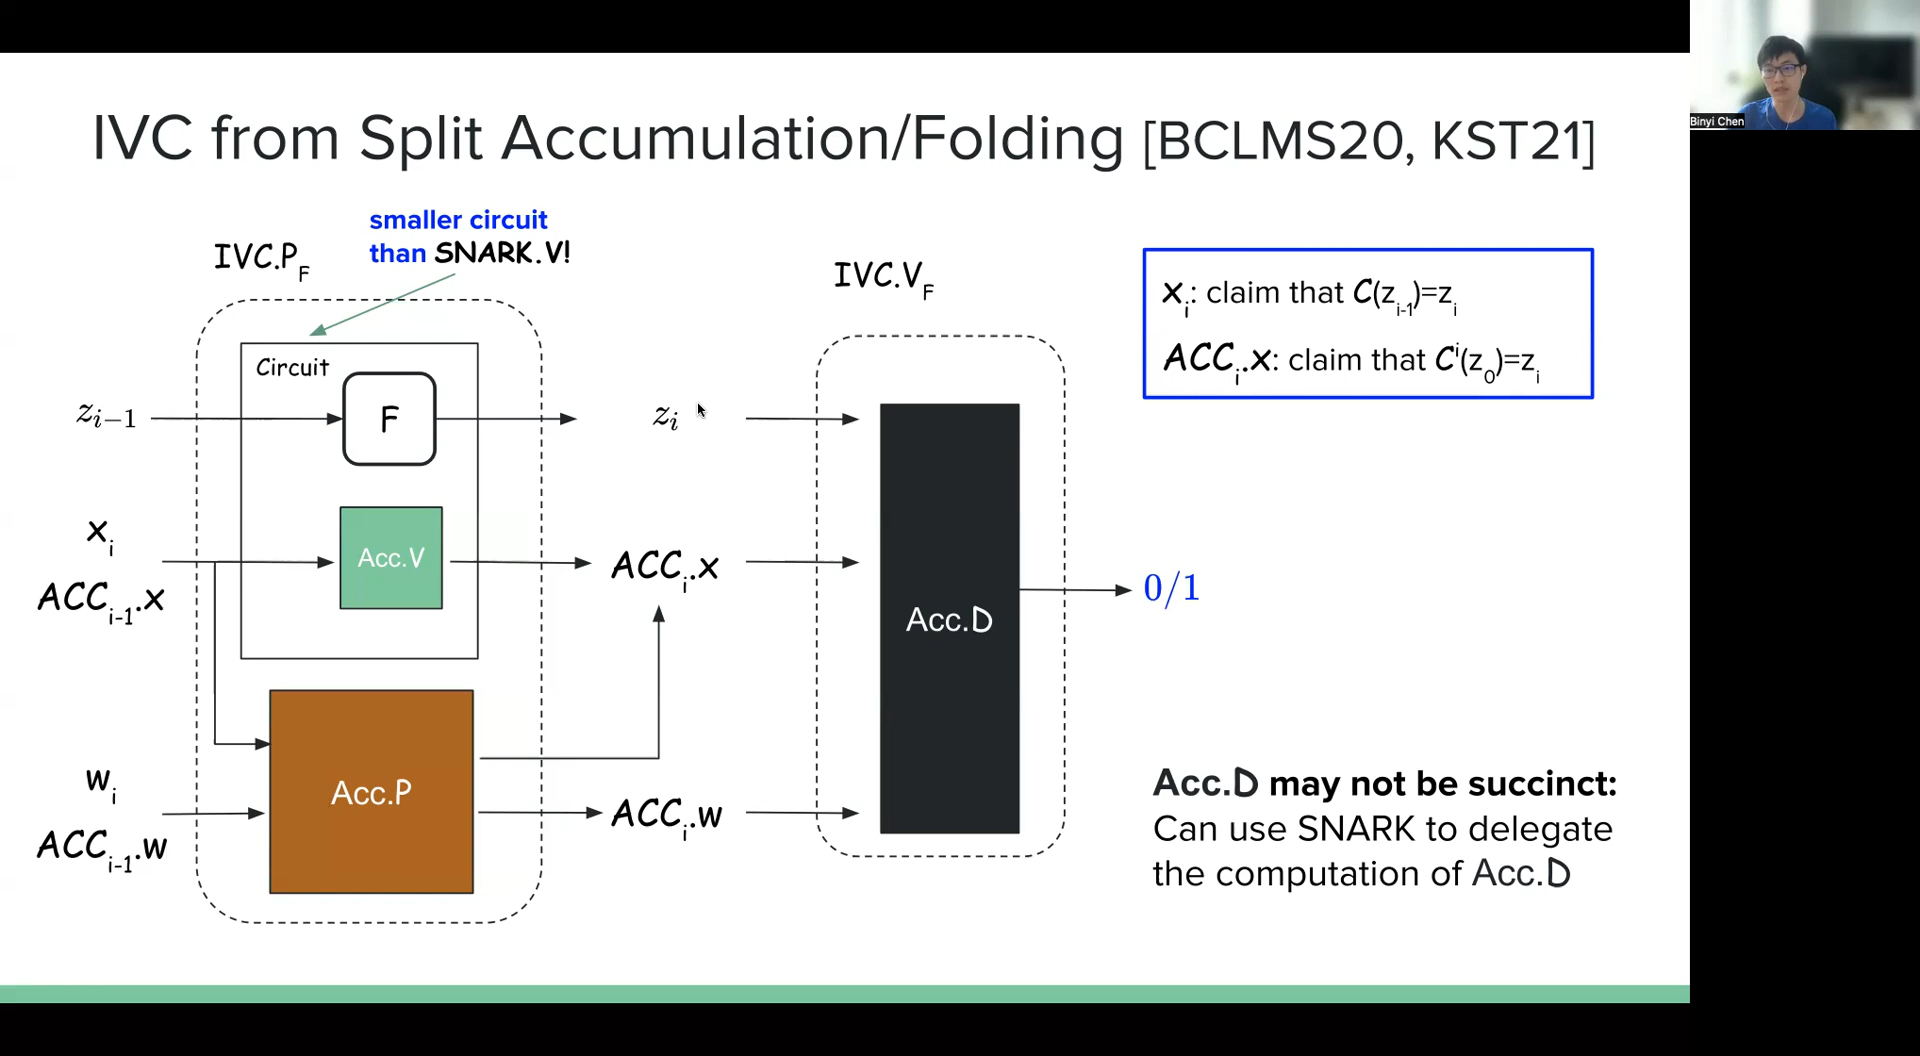 IVC from Split Accumulation/Folding [BCLMS20, KST21]
Binyi Chen
smaller circuit
than SNARK.V!
IVC.P_F
IVC.V_F
x_i: claim that C(z_{i-1})=z_i
ACC_i.x: claim that C^i(z_0)=z_i
Circuit
z_{i-1}
F
z_i
x_i
ACC_{i-1}.x
Acc.V
ACC_i.x
Acc.D
0/1
w_i
ACC_{i-1}.w
Acc.P
ACC_i.w
Acc.D may not be succinct:
Can use SNARK to delegate
the computation of Acc.D